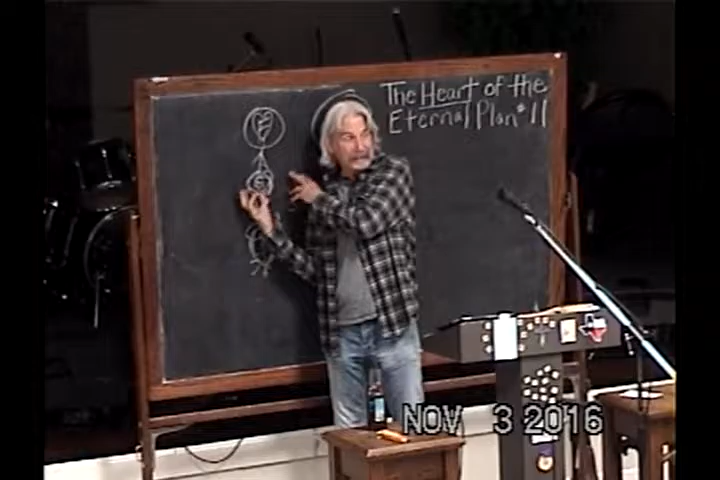 The Heart of the
Eternal Plan #11
NOV 3 2016